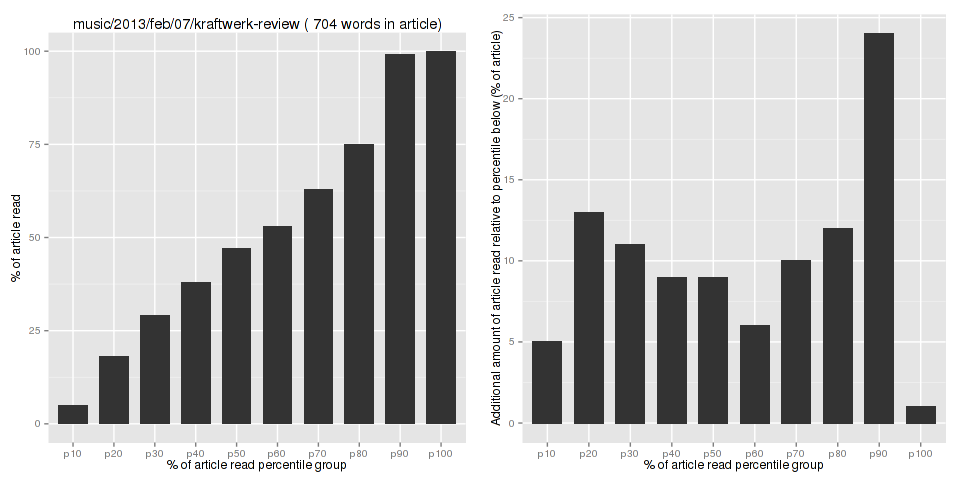 music/2013/feb/07/kraftwerk-review ( 704 words in article)
% of article read
100
75
50
25
0
p10 p20 p30 p40 p50 p60 p70 p80 p90 p100
% of article read percentile group
Additional amount of article read relative to percentile below (% of article)
25
20
15
10
5
0
p10 p20 p30 p40 p50 p60 p70 p80 p90 p100
% of article read percentile group